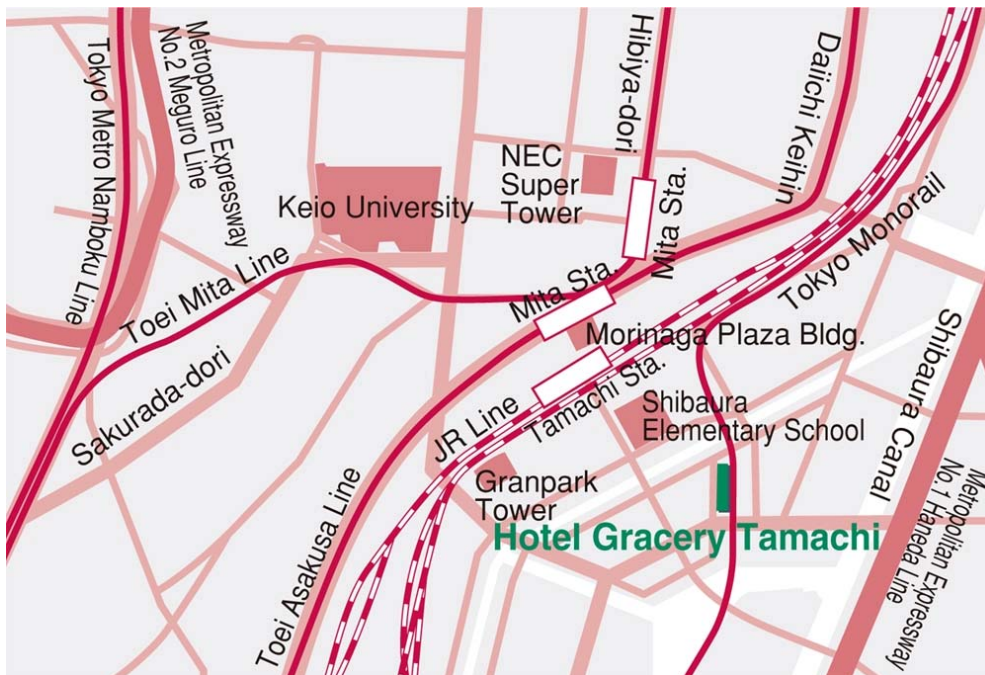 Tokyo Metro Namboku Line
Metropolitan Expressway
No.2 Meguro Line
Hibiya-dori
Daiichi Keihin
NEC
Super
Tower
Keio University
Mita Sta.
Mita Sta.
Toei Mita Line
Tokyo Monorail
Morinaga Plaza Bldg.
Sakurada-dori
JR Line
Tamachi Sta.
Shibaura
Elementary School
Shibaura Canal
Granpark
Tower
Hotel Gracery Tamachi
Toei Asakusa Line
Metropolitan Expressway
No.1 Haneda Line